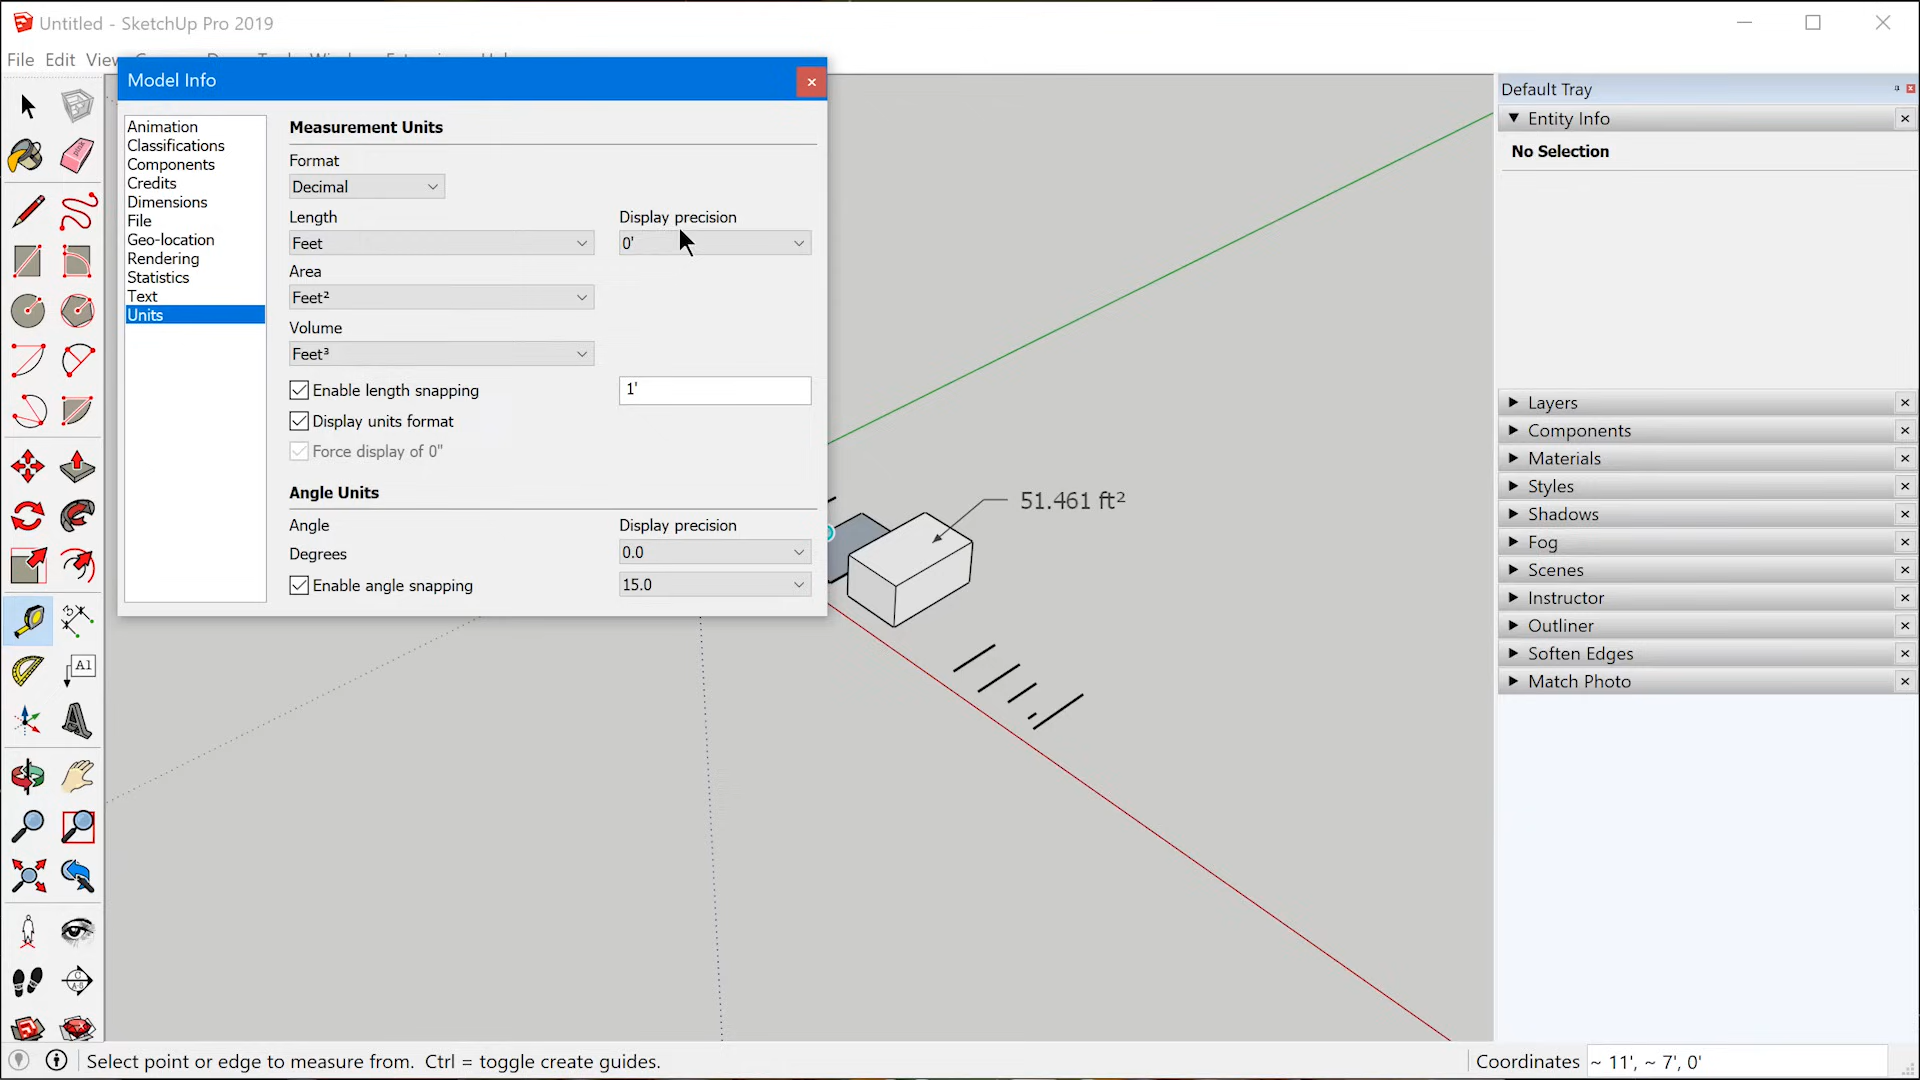 Untitled - SketchUp Pro 2019
File Edit View
Model Info
Animation
Classifications
Components
Credits
Dimensions
File
Geo-location
Rendering
Statistics
Text
Units
Measurement Units
Format
Decimal
Length
Display precision
Feet
0'
Area
Feet²
Volume
Feet³
Enable length snapping
1'
Display units format
Force display of 0"
Angle Units
Angle
Display precision
Degrees
0.0
Enable angle snapping
15.0
51.461 ft²
A1
Default Tray
Entity Info
No Selection
Layers
Components
Materials
Styles
Shadows
Fog
Scenes
Instructor
Outliner
Soften Edges
Match Photo
Select point or edge to measure from. Ctrl = toggle create guides.
Coordinates ~ 11', ~ 7', 0'